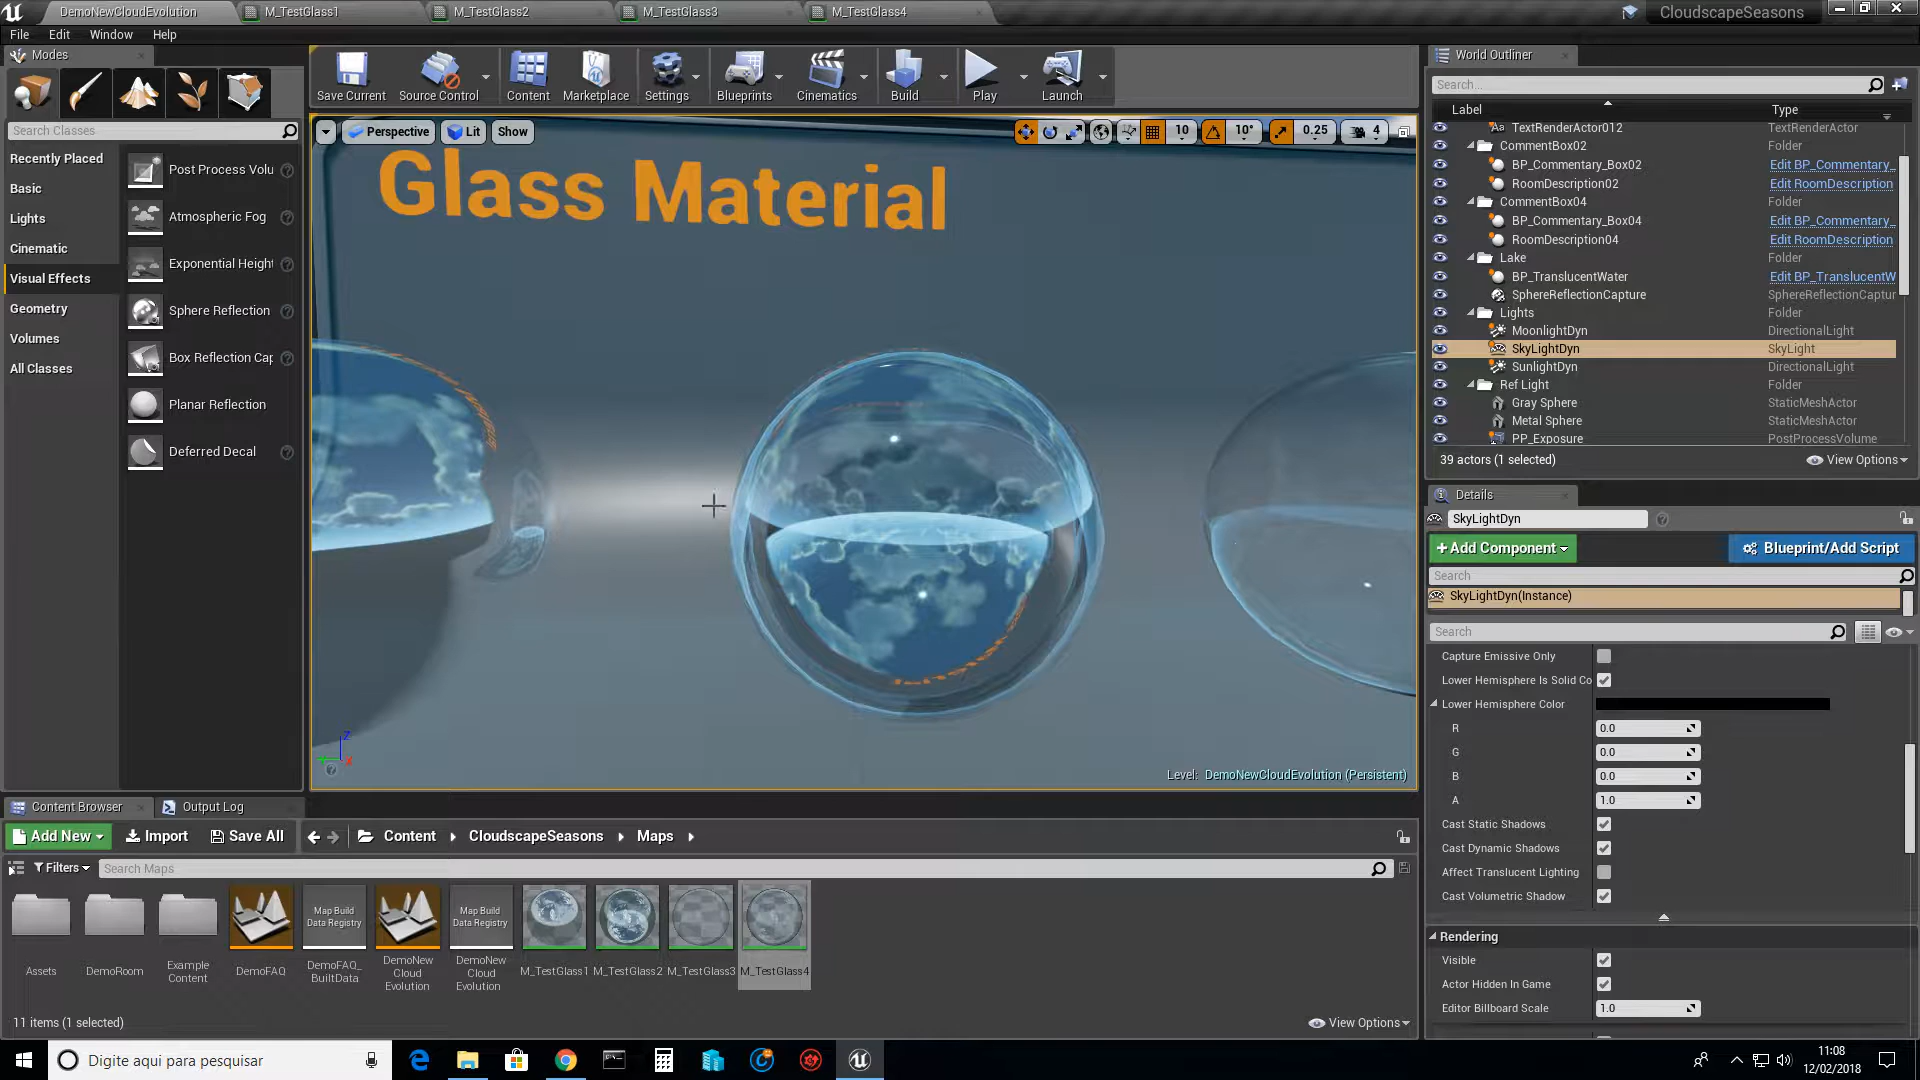 DemoNewCloudEvolution
M_TestGlass1
M_TestGlass2
M_TestGlass3
M_TestGlass4
CloudscapeSeasons
File Edit Window Help
Modes
Search Classes
Recently Placed
Basic
Lights
Cinematic
Visual Effects
Geometry
Volumes
All Classes
Post Process Volu
Atmospheric Fog
Exponential Height
Sphere Reflection
Box Reflection Cap
Planar Reflection
Deferred Decal
Save Current
Source Control
Content
Marketplace
Settings
Blueprints
Cinematics
Build
Play
Launch
Perspective Lit Show
10 10° 0.25 4
Glass Material
Level: DemoNewCloudEvolution (Persistent)
World Outliner
Search...
Label Type
TextRenderActor012 TextRenderActor
CommentBox02 Folder
BP_Commentary_Box02 Edit BP_Commentary_
RoomDescription02 Edit RoomDescription
CommentBox04 Folder
BP_Commentary_Box04 Edit BP_Commentary_
RoomDescription04 Edit RoomDescription
Lake Folder
BP_TranslucentWater Edit BP_TranslucentW
SphereReflectionCapture SphereReflectionCaptur
Lights Folder
MoonlightDyn DirectionalLight
SkyLightDyn SkyLight
SunlightDyn DirectionalLight
Ref Light Folder
Gray Sphere StaticMeshActor
Metal Sphere StaticMeshActor
PP_Exposure PostProcessVolume
39 actors (1 selected) View Options
Details
SkyLightDyn
+Add Component Blueprint/Add Script
Search
SkyLightDyn(Instance)
Search
Capture Emissive Only
Lower Hemisphere Is Solid Co
Lower Hemisphere Color
R 0.0
G 0.0
B 0.0
A 1.0
Cast Static Shadows
Cast Dynamic Shadows
Affect Translucent Lighting
Cast Volumetric Shadow
Rendering
Visible
Actor Hidden In Game
Editor Billboard Scale 1.0
Content Browser Output Log
Add New Import Save All Content CloudscapeSeasons Maps
Filters Search Maps
Assets
DemoRoom
Example
Content
DemoFAQ
Map Build
Data Registry
DemoFAQ_
BuiltData
DemoNew
Cloud
Evolution
Map Build
Data Registry
DemoNew
Cloud
Evolution
M_TestGlass1
M_TestGlass2
M_TestGlass3
M_TestGlass4
11 items (1 selected) View Options
Digite aqui para pesquisar
11:08
12/02/2018